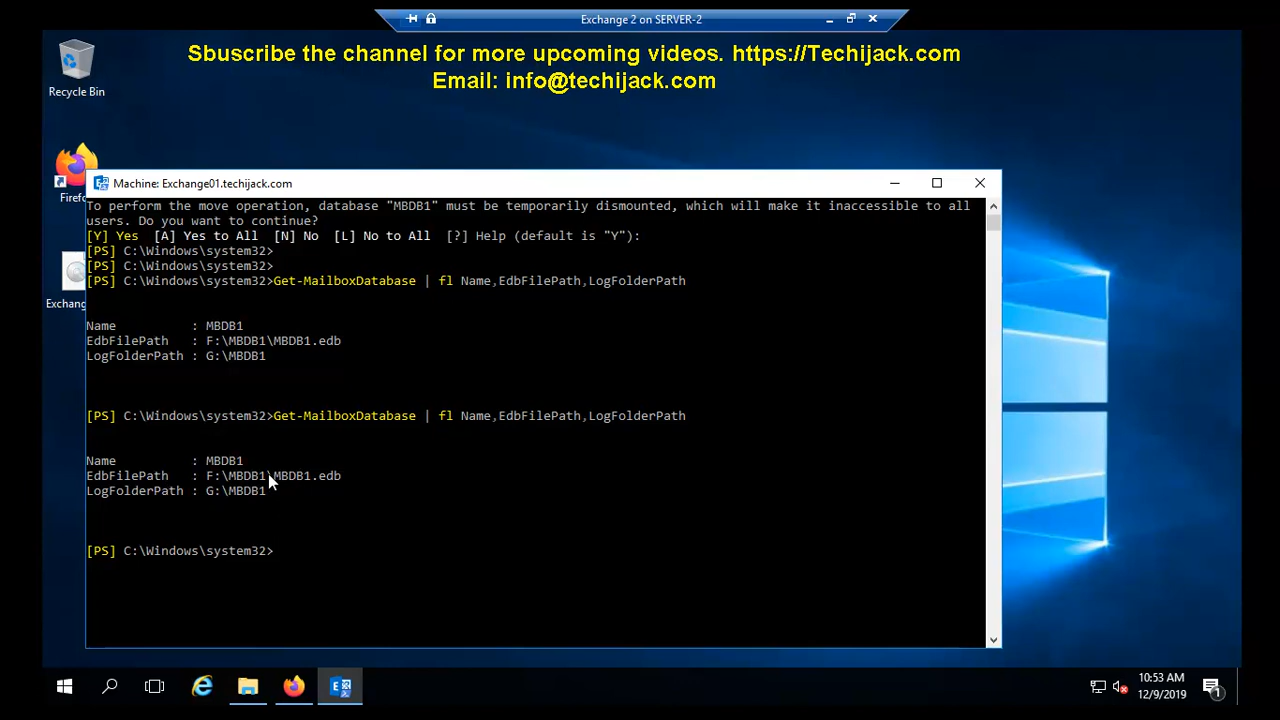 Exchange 2 on SERVER-2
Sbuscribe the channel for more upcoming videos. https://Techijack.com
Email: info@techijack.com
Recycle Bin
Firef
Exchang
Machine: Exchange01.techijack.com
To perform the move operation, database "MBDB1" must be temporarily dismounted, which will make it inaccessible to all
users. Do you want to continue?
[Y] Yes  [A] Yes to All  [N] No  [L] No to All  [?] Help (default is "Y"):
[PS] C:\Windows\system32>
[PS] C:\Windows\system32>
[PS] C:\Windows\system32>Get-MailboxDatabase | fl Name,EdbFilePath,LogFolderPath
Name          : MBDB1
EdbFilePath   : F:\MBDB1\MBDB1.edb
LogFolderPath : G:\MBDB1
[PS] C:\Windows\system32>Get-MailboxDatabase | fl Name,EdbFilePath,LogFolderPath
Name          : MBDB1
EdbFilePath   : F:\MBDB1\MBDB1.edb
LogFolderPath : G:\MBDB1
[PS] C:\Windows\system32>
10:53 AM
12/9/2019
1